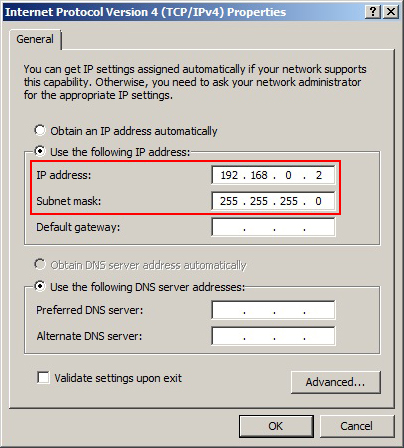 Internet Protocol Version 4 (TCP/IPv4) Properties
General
You can get IP settings assigned automatically if your network supports
this capability. Otherwise, you need to ask your network administrator
for the appropriate IP settings.
Obtain an IP address automatically
Use the following IP address:
IP address: 192 . 168 . 0 . 2
Subnet mask: 255 . 255 . 255 . 0
Default gateway: . . .
Obtain DNS server address automatically
Use the following DNS server addresses:
Preferred DNS server: . . .
Alternate DNS server: . . .
Validate settings upon exit
Advanced...
OK Cancel